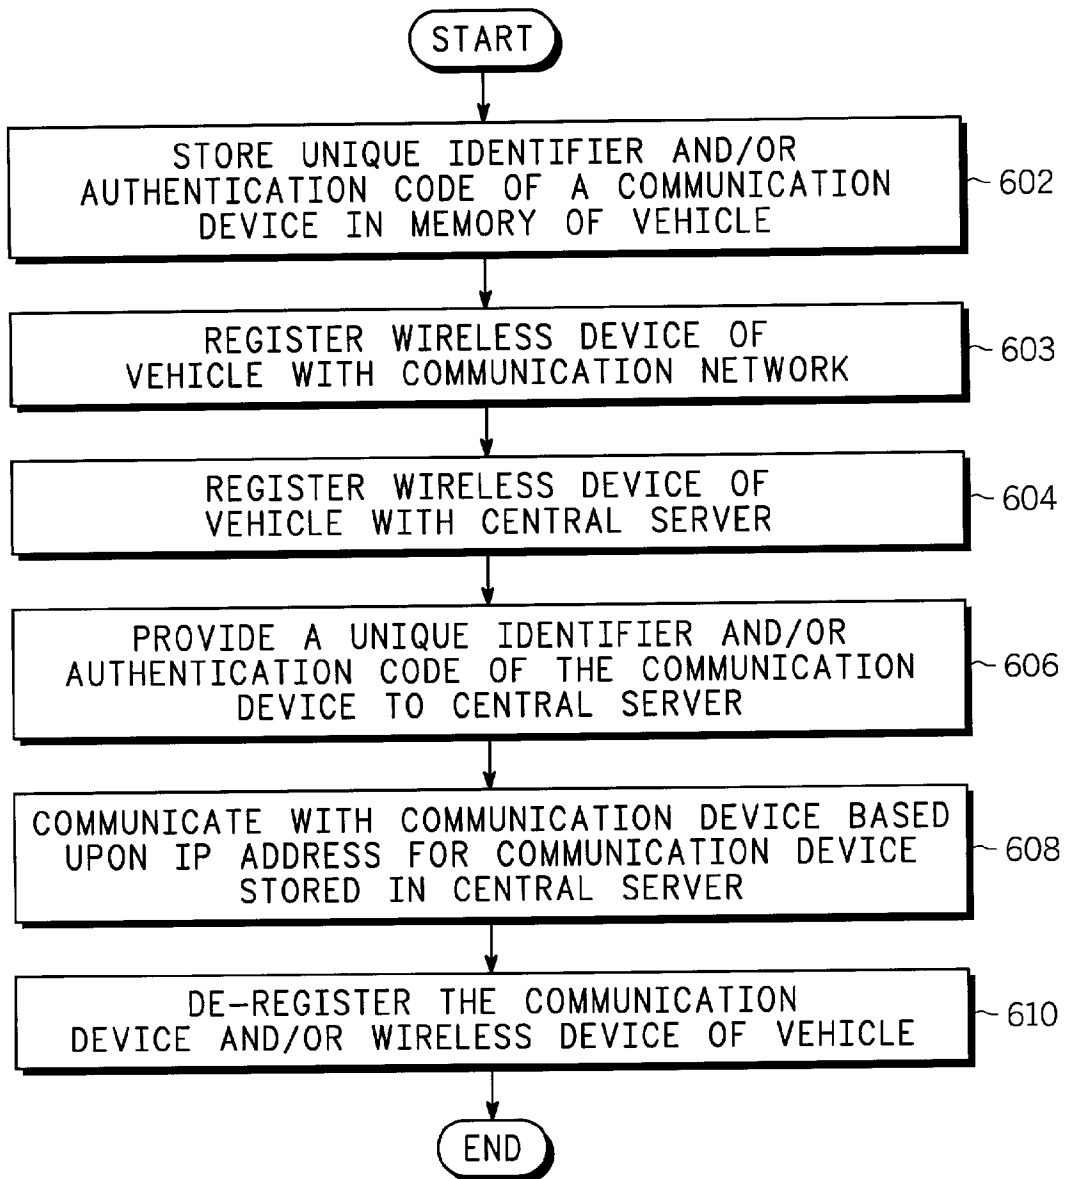 START
STORE UNIQUE IDENTIFIER AND/OR
AUTHENTICATION CODE OF A COMMUNICATION
DEVICE IN MEMORY OF VEHICLE
602
REGISTER WIRELESS DEVICE OF
VEHICLE WITH COMMUNICATION NETWORK
603
REGISTER WIRELESS DEVICE OF
VEHICLE WITH CENTRAL SERVER
604
PROVIDE A UNIQUE IDENTIFIER AND/OR
AUTHENTICATION CODE OF THE COMMUNICATION
DEVICE TO CENTRAL SERVER
606
COMMUNICATE WITH COMMUNICATION DEVICE BASED
UPON IP ADDRESS FOR COMMUNICATION DEVICE
STORED IN CENTRAL SERVER
608
DE-REGISTER THE COMMUNICATION
DEVICE AND/OR WIRELESS DEVICE OF VEHICLE
610
END